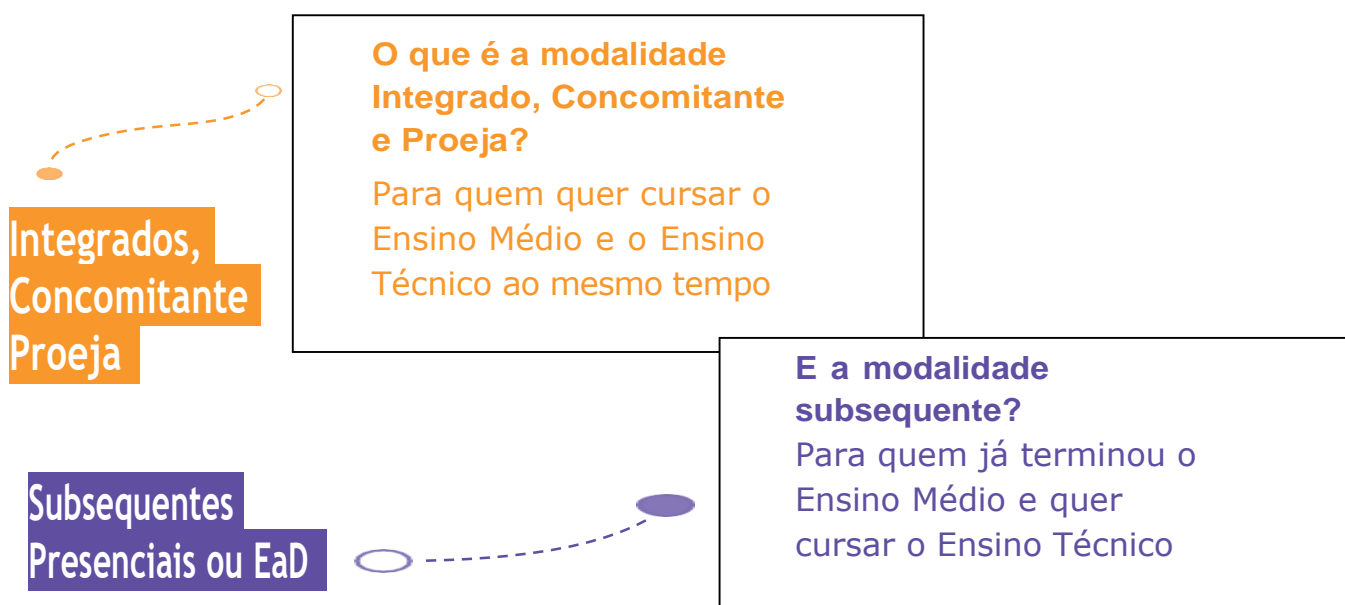 O que é a modalidade
Integrado, Concomitante
e Proeja?
Para quem quer cursar o
Ensino Médio e o Ensino
Técnico ao mesmo tempo
Integrados,
Concomitante
Proeja
E a modalidade
subsequente?
Para quem já terminou o
Ensino Médio e quer
cursar o Ensino Técnico
Subsequentes
Presenciais ou EaD